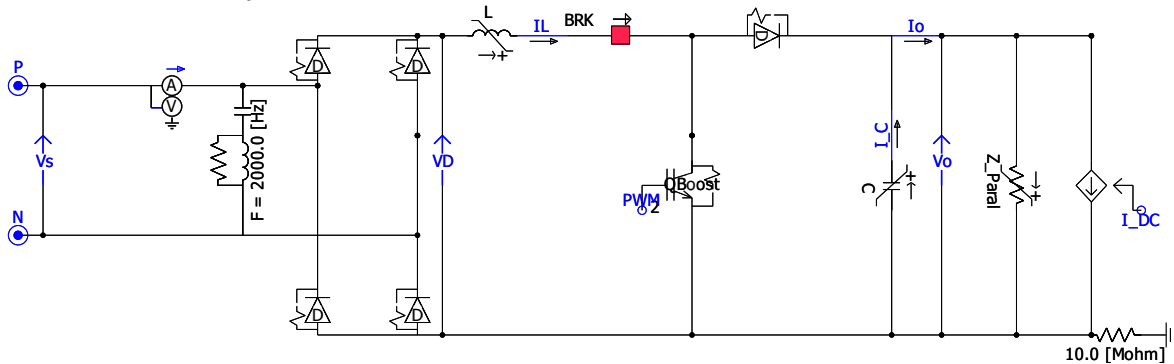 L
IL
BRK
Io
D
D
D
P
A
V
F = 2000.0 [Hz]
Vs
VD
I_C
Vo
QBoost
PWM
2
C
Z_Paral
I_DC
N
D
D
10.0 [Mohm]